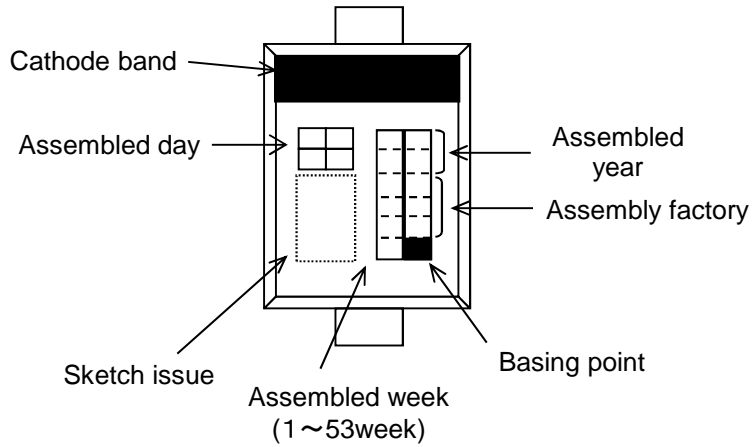 Cathode band
Assembled day
Assembled
year
Assembly factory
Sketch issue
Assembled week
(1～53week)
Basing point